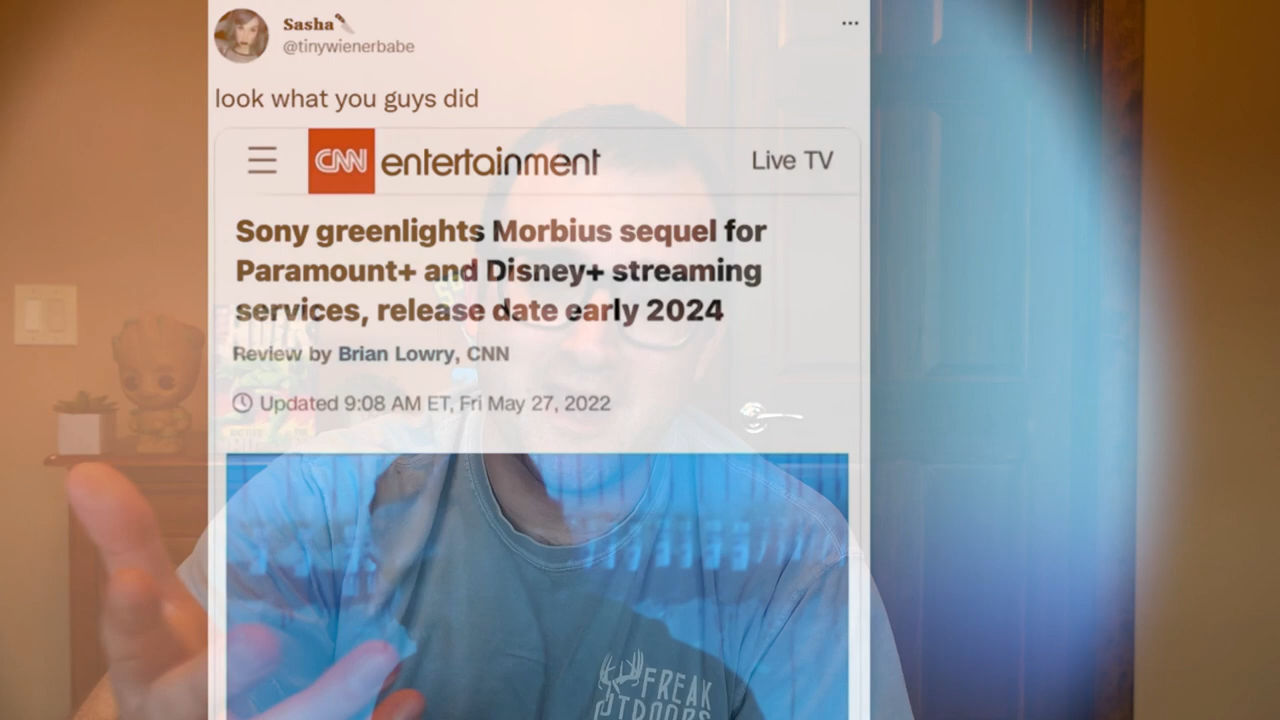 Sasha
@tinywienerbabe
look what you guys did
CNN entertainment
Live TV
Sony greenlights Morbius sequel for
Paramount+ and Disney+ streaming
services, release date early 2024
Review by Brian Lowry, CNN
Updated 9:08 AM ET, Fri May 27, 2022
FREAK